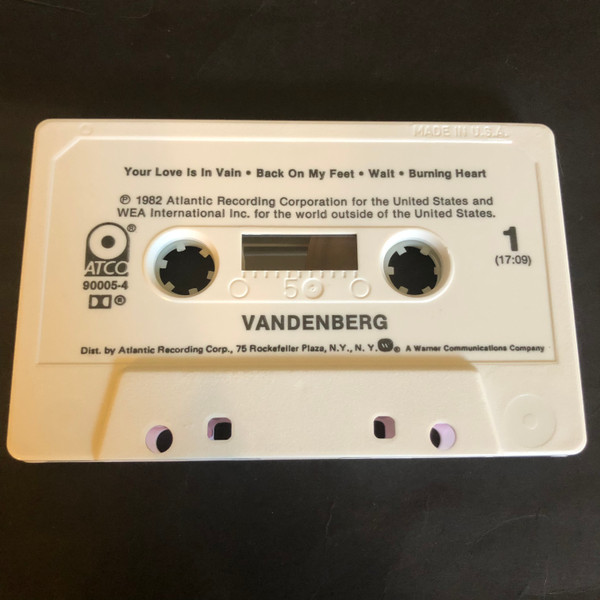 MADE IN U.S.A.
Your Love Is In Vain • Back On My Feet • Wait • Burning Heart
℗ 1982 Atlantic Recording Corporation for the United States and
WEA International Inc. for the world outside of the United States.
ATCO®
90005-4
®
1
(17:09)
50
VANDENBERG
Dist. by Atlantic Recording Corp., 75 Rockefeller Plaza, N.Y., N.Y. W ® A Warner Communications Company